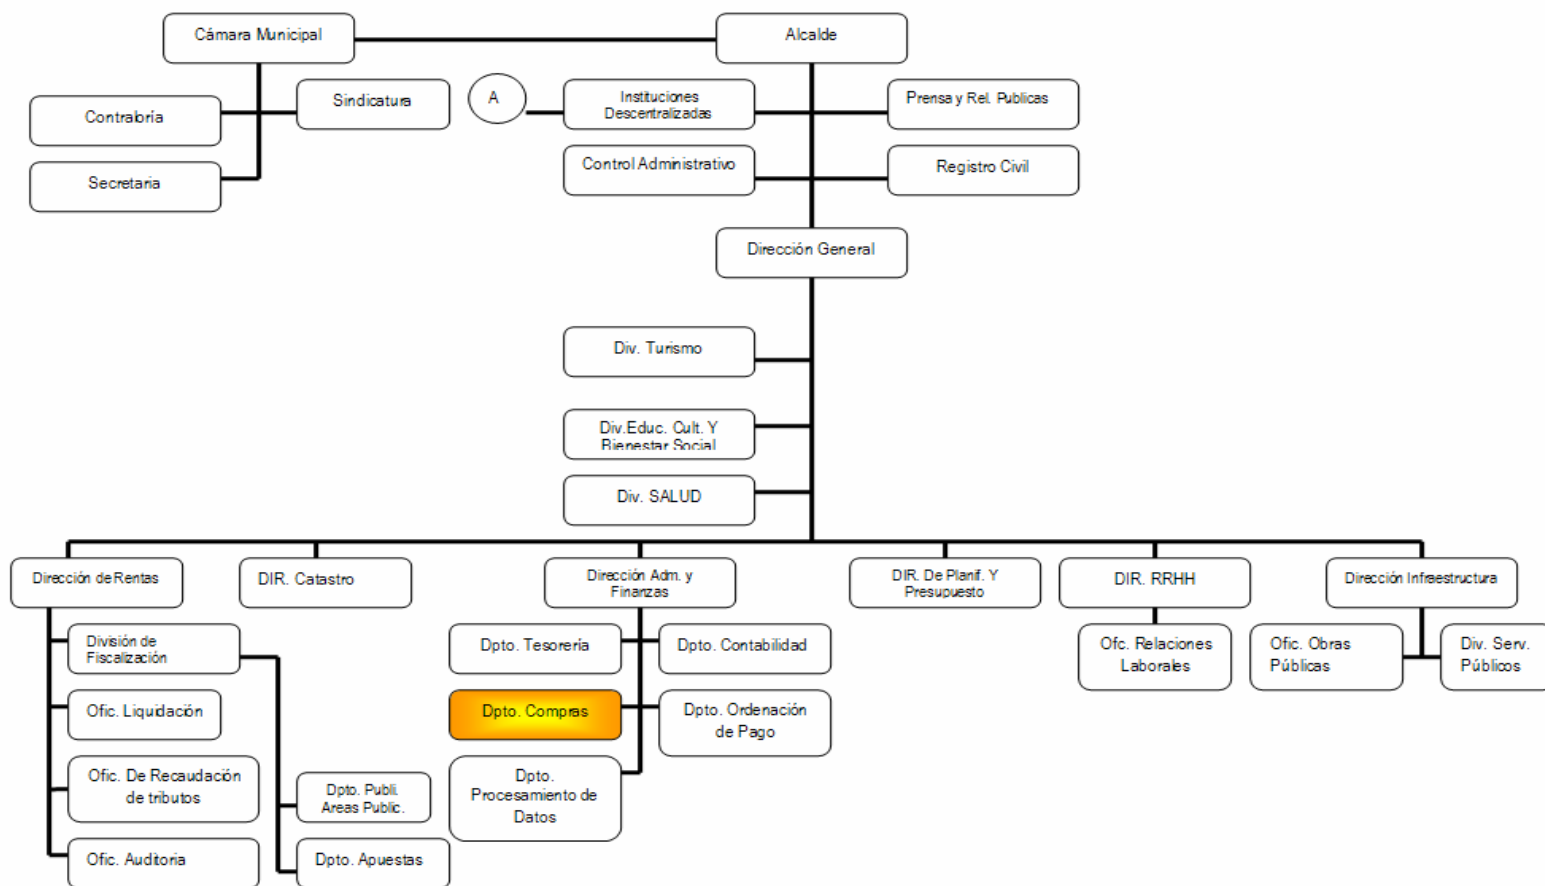 Cámara Municipal
Alcalde
Contraloría
Sindicatura
Secretaria
A
Instituciones
Descentralizadas
Prensa y Rel. Publicas
Control Administrativo
Registro Civil
Dirección General
Div. Turismo
Div.Educ. Cult. Y
Bienestar Social
Div. SALUD
Dirección de Rentas
DIR. Catastro
Dirección Adm. y
Finanzas
DIR. De Planif. Y
Presupuesto
DIR. RRHH
Dirección Infraestructura
División de
Fiscalización
Ofic. Liquidación
Ofic. De Recaudación
de tributos
Ofic. Auditoria
Dpto. Publi.
Areas Public.
Dpto. Apuestas
Dpto. Tesorería
Dpto. Contabilidad
Dpto. Compras
Dpto. Ordenación
de Pago
Dpto.
Procesamiento de
Datos
Ofc. Relaciones
Laborales
Ofic. Obras
Públicas
Div. Serv.
Públicos